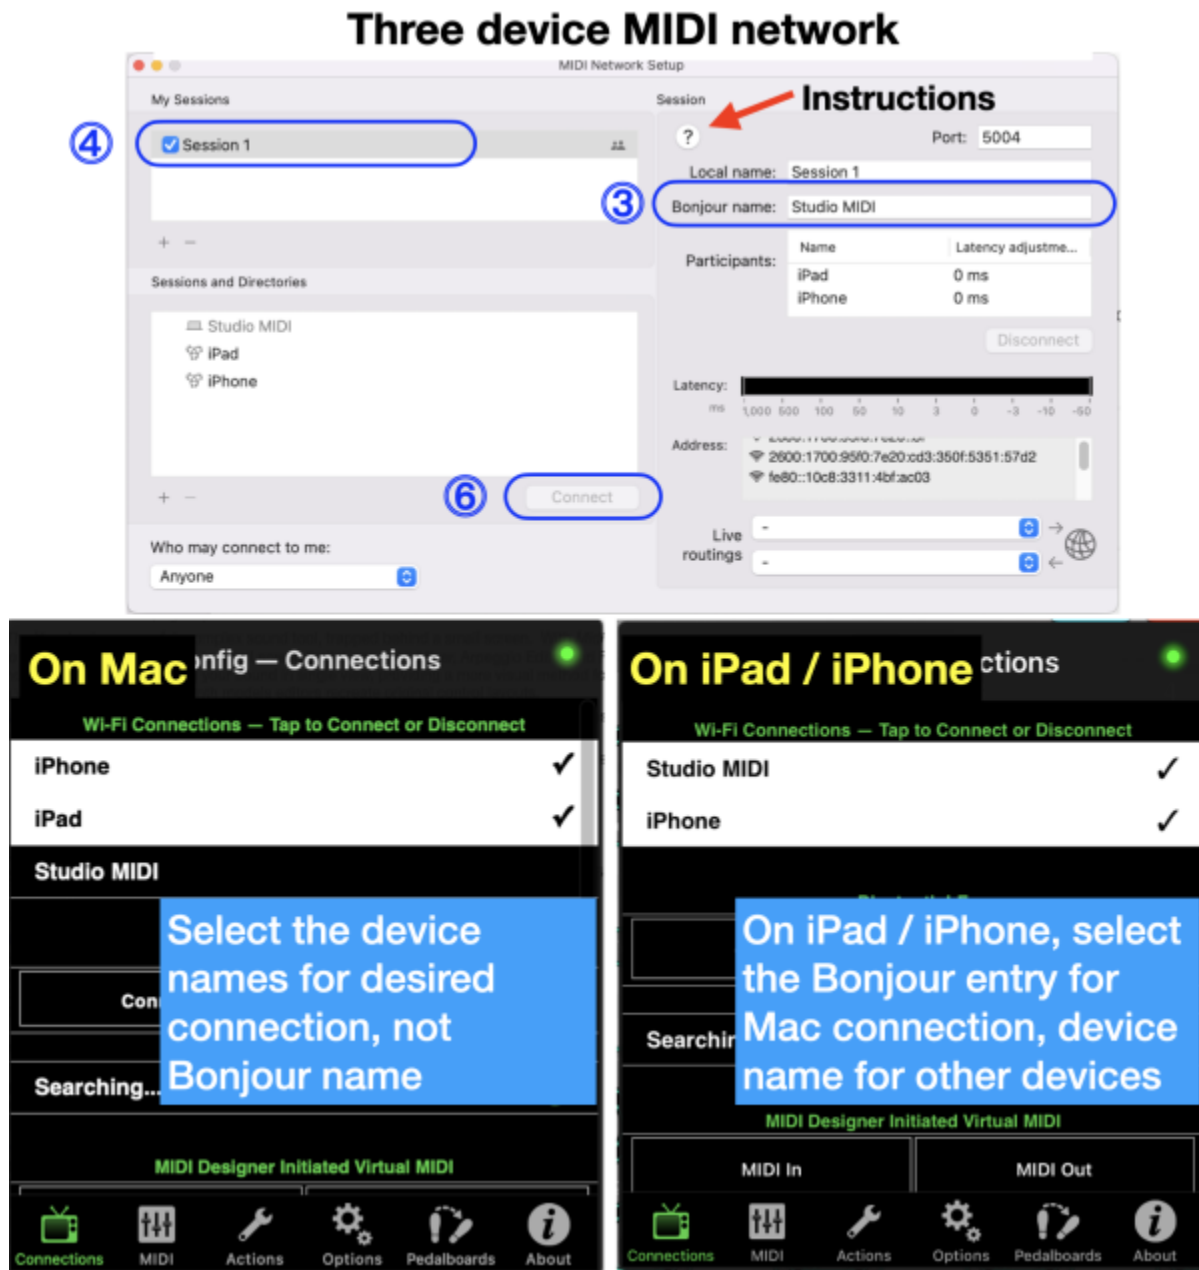 Three device MIDI network
MIDI Network Setup
My Sessions
Session
Instructions
④
Session 1
?
Port: 5004
Local name: Session 1
③
Bonjour name: Studio MIDI
+ −
Participants:
Name Latency adjustme...
iPad 0 ms
iPhone 0 ms
Sessions and Directories
Studio MIDI
iPad
iPhone
Disconnect
Latency:
ms 1,000 500 100 50 10 3 0 -3 -10 -50
Address:
2600:1700:95f0:7e20:cd3:350f:5351:57d2
fe80::10c8:3311:4bf:ac03
+ −
⑥
Connect
Live routings
-
-
Who may connect to me:
Anyone
On Mac
nfig — Connections
Wi-Fi Connections — Tap to Connect or Disconnect
iPhone ✓
iPad ✓
Studio MIDI
Select the device
names for desired
connection, not
Bonjour name
Con
Searching...
MIDI Designer Initiated Virtual MIDI
Connections MIDI Actions Options Pedalboards About
On iPad / iPhone
ctions
Wi-Fi Connections — Tap to Connect or Disconnect
Studio MIDI ✓
iPhone ✓
On iPad / iPhone, select
the Bonjour entry for
Mac connection, device
name for other devices
Searchin
MIDI Designer Initiated Virtual MIDI
MIDI In MIDI Out
Connections MIDI Actions Options Pedalboards About